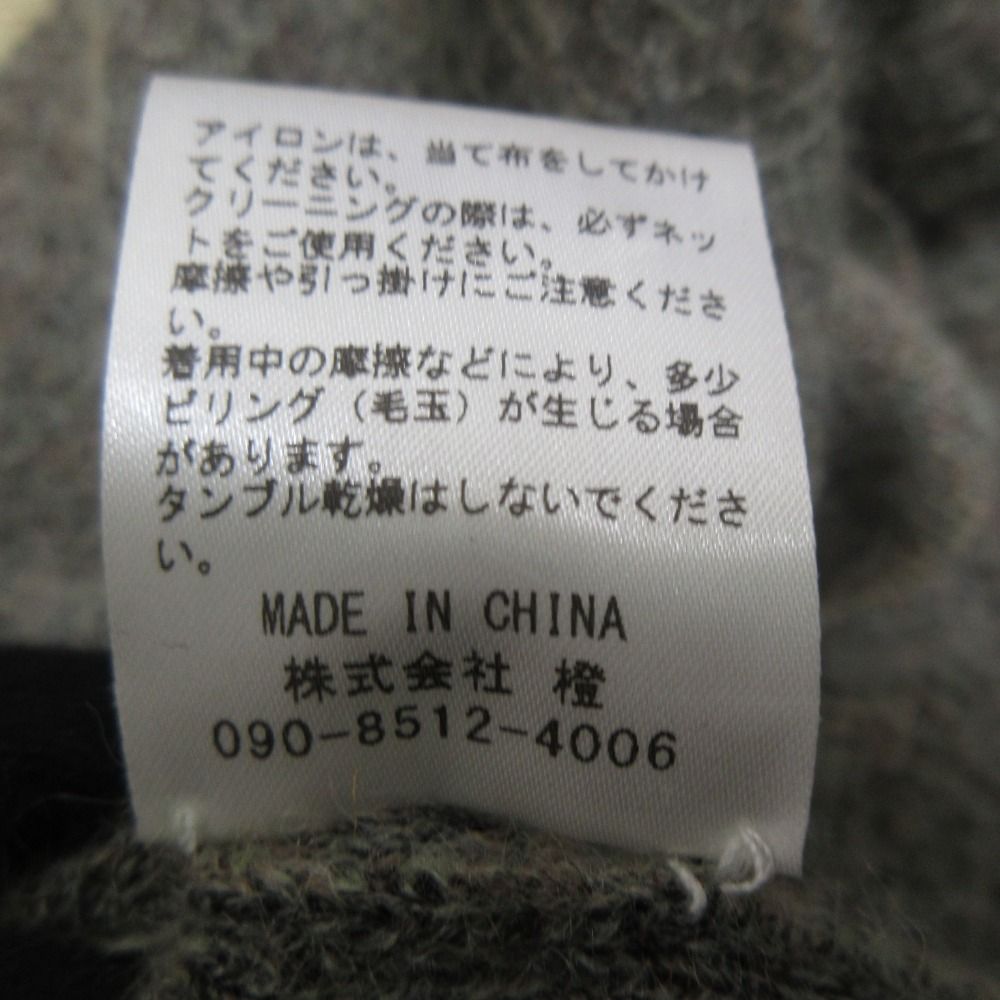 アイロンは、当て布をしてかけ
てください。
クリーニングの際は、必ずネッ
トをご使用ください。
摩擦や引っ掛けにご注意くださ
い。
着用中の摩擦などにより、多少
ピリング（毛玉）が生じる場合
があります。
タンブル乾燥はしないでくださ
い。
MADE IN CHINA
株式会社 橙
090-8512-4006